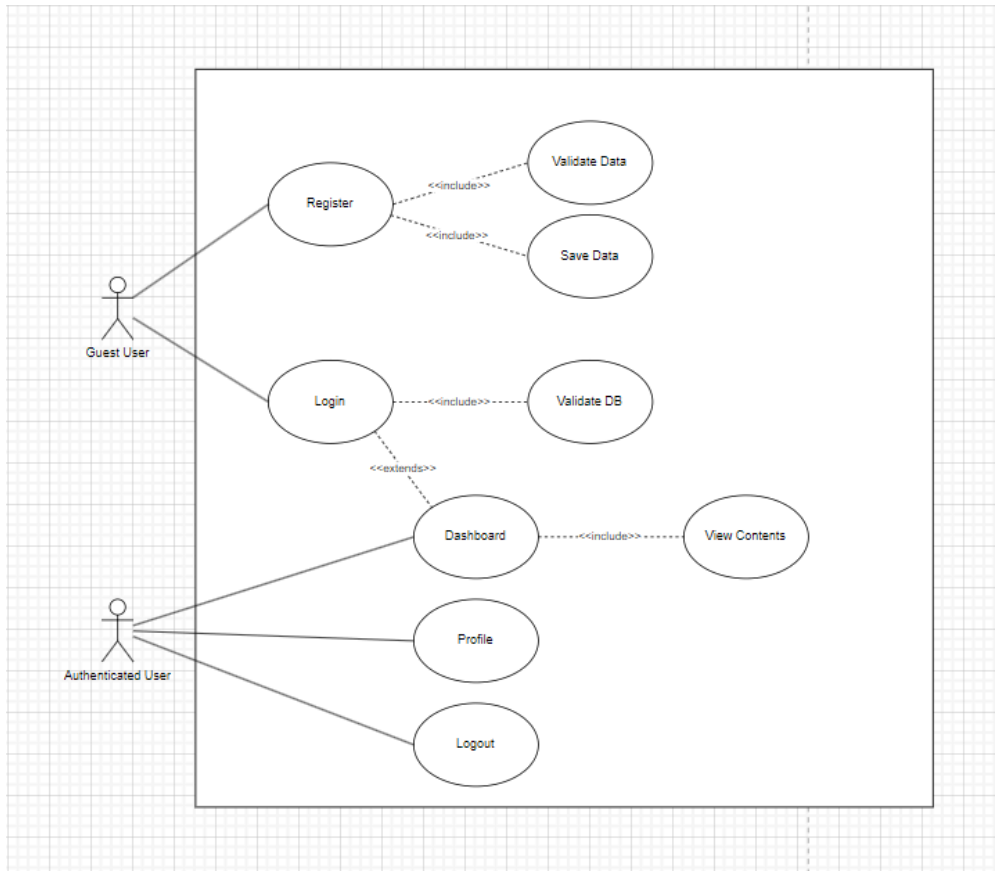 Validate Data
Register
<<include>>
<<include>>
Save Data
Guest User
Login
<<include>>
Validate DB
<<extends>>
Dashboard
<<include>>
View Contents
Profile
Authenticated User
Logout